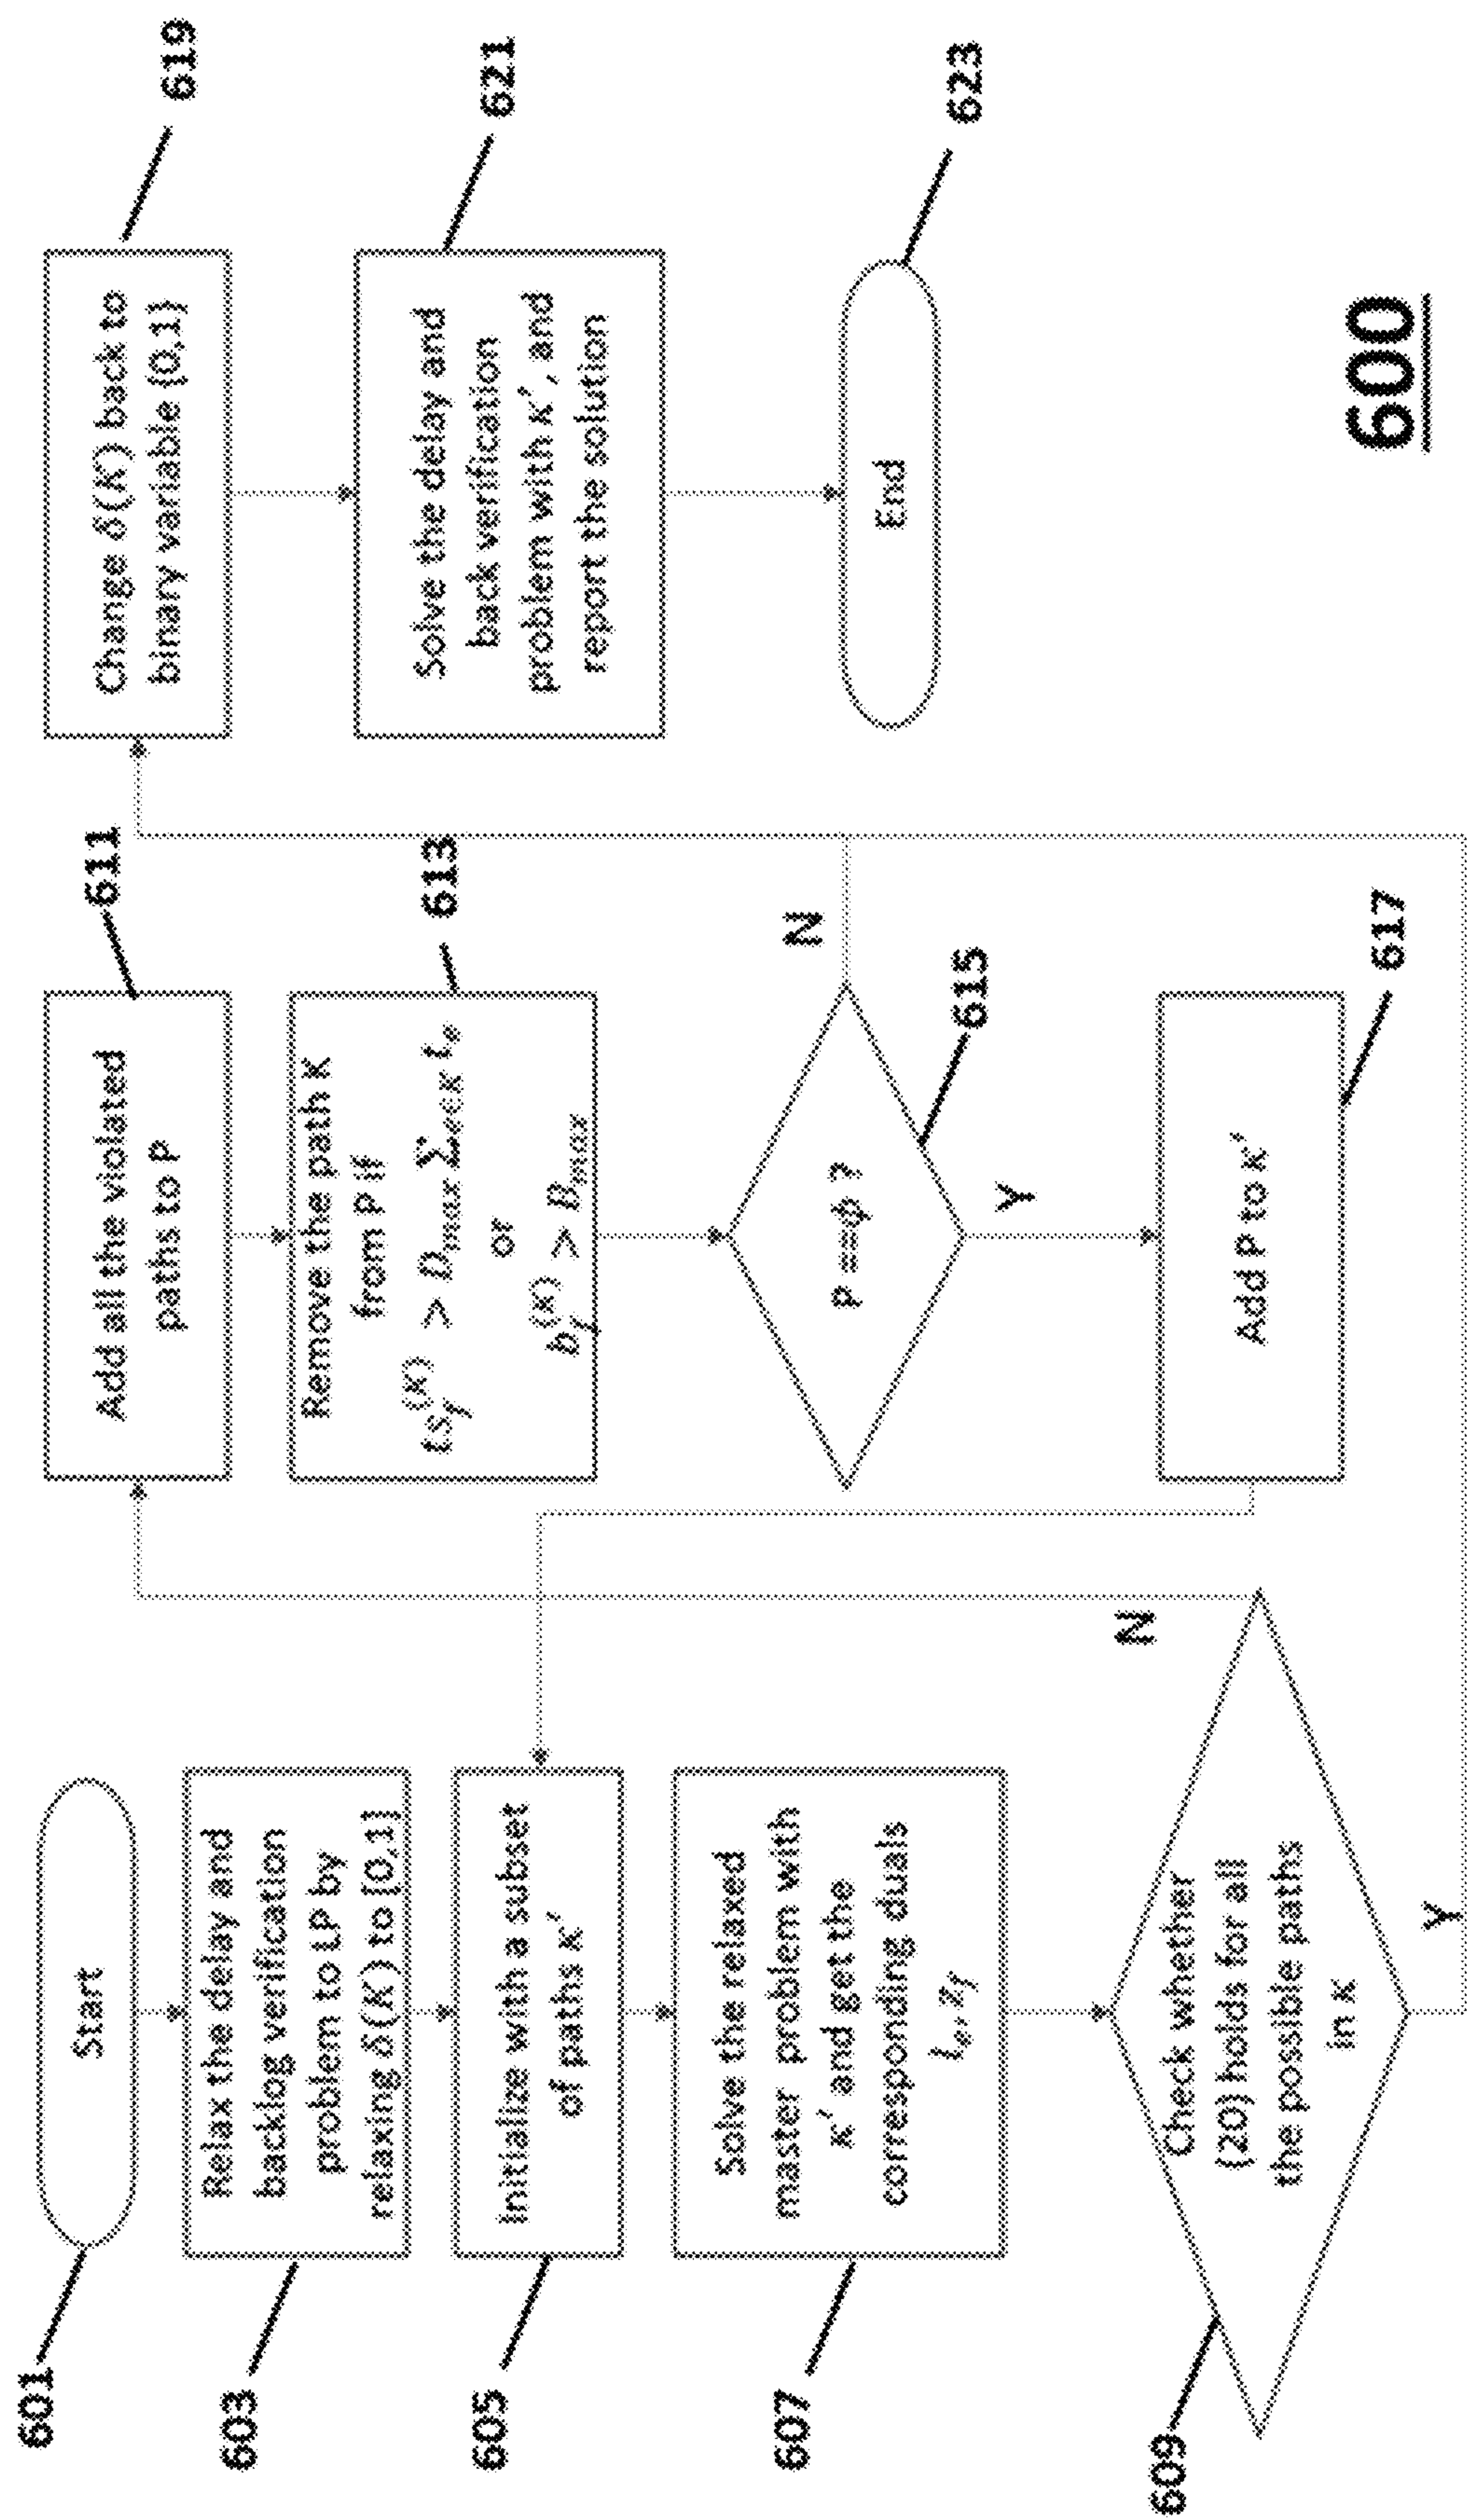 601
Start
603
Relax the delay and
backlog verification
problem to LP by
relaxing δ(K) to [0,1]
605
Initialize with a subset
of paths κ'
607
Solve the relaxed
master problem with
κ' and get the
corresponding duals
l_e, z_f
609
Check whether
(20) holds for all
the possible paths
in κ
N
Y
611
Add all the violated
paths to P
613
Remove the path K
from P if
ts_f^(K) > D_max Σ_e∈K t_e
or
b_f^(K) > B_max
615
P ==ϕ ?
N
Y
617
Add P to κ'
619
Change δ(K) back to
binary variable {0,1}
621
Solve the delay and
back verification
problem with κ', and
report the solution
623
End
600